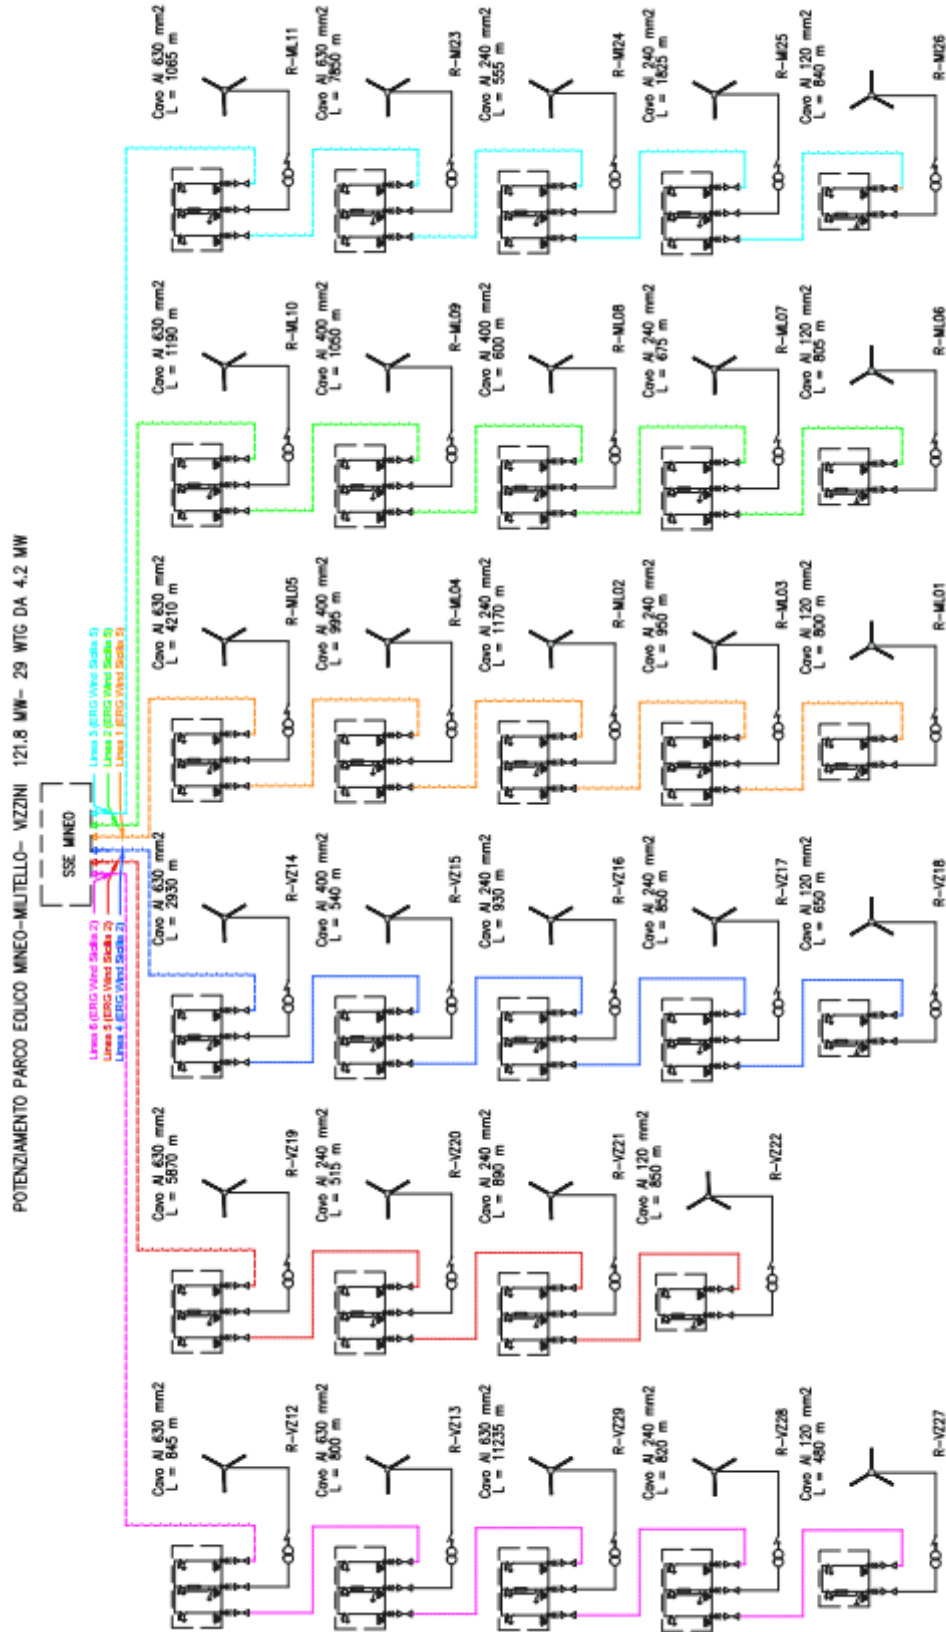 POTENZIAMENTO PARCO EOLICO MINEO-MILITELLO- VIZZINI 121.8 MW- 29 WTG DA 4.2 MW
SSE MINEO
Linea 6 (ERG Wind Sicilia 2)
Linea 5 (ERG Wind Sicilia 2)
Linea 4 (ERG Wind Sicilia 2)
Linea 3 (ERG Wind Sicilia 5)
Linea 2 (ERG Wind Sicilia 5)
Linea 1 (ERG Wind Sicilia 5)
Cavo Al 630 mm2
L = 845 m
R-VZ12
Cavo Al 630 mm2
L = 800 m
R-VZ13
Cavo Al 630 mm2
L = 11235 m
R-VZ29
Cavo Al 240 mm2
L = 820 m
R-VZ28
Cavo Al 120 mm2
L = 480 m
R-VZ27
Cavo Al 630 mm2
L = 5870 m
R-VZ19
Cavo Al 240 mm2
L = 515 m
R-VZ20
Cavo Al 240 mm2
L = 890 m
R-VZ21
Cavo Al 120 mm2
L = 850 m
R-VZ22
Cavo Al 630 mm2
L = 2930 m
R-VZ14
Cavo Al 400 mm2
L = 540 m
R-VZ15
Cavo Al 240 mm2
L = 930 m
R-VZ16
Cavo Al 240 mm2
L = 850 m
R-VZ17
Cavo Al 120 mm2
L = 650 m
R-VZ18
Cavo Al 630 mm2
L = 4210 m
R-ML05
Cavo Al 400 mm2
L = 995 m
R-ML04
Cavo Al 240 mm2
L = 1170 m
R-ML02
Cavo Al 240 mm2
L = 950 m
R-ML03
Cavo Al 120 mm2
L = 800 m
R-ML01
Cavo Al 630 mm2
L = 1190 m
R-ML10
Cavo Al 400 mm2
L = 1050 m
R-ML09
Cavo Al 400 mm2
L = 600 m
R-ML08
Cavo Al 240 mm2
L = 675 m
R-ML07
Cavo Al 120 mm2
L = 805 m
R-ML06
Cavo Al 630 mm2
L = 1065 m
R-ML11
Cavo Al 630 mm2
L = 7850 m
R-MI23
Cavo Al 240 mm2
L = 555 m
R-MI24
Cavo Al 240 mm2
L = 1825 m
R-MI25
Cavo Al 120 mm2
L = 840 m
R-MI26